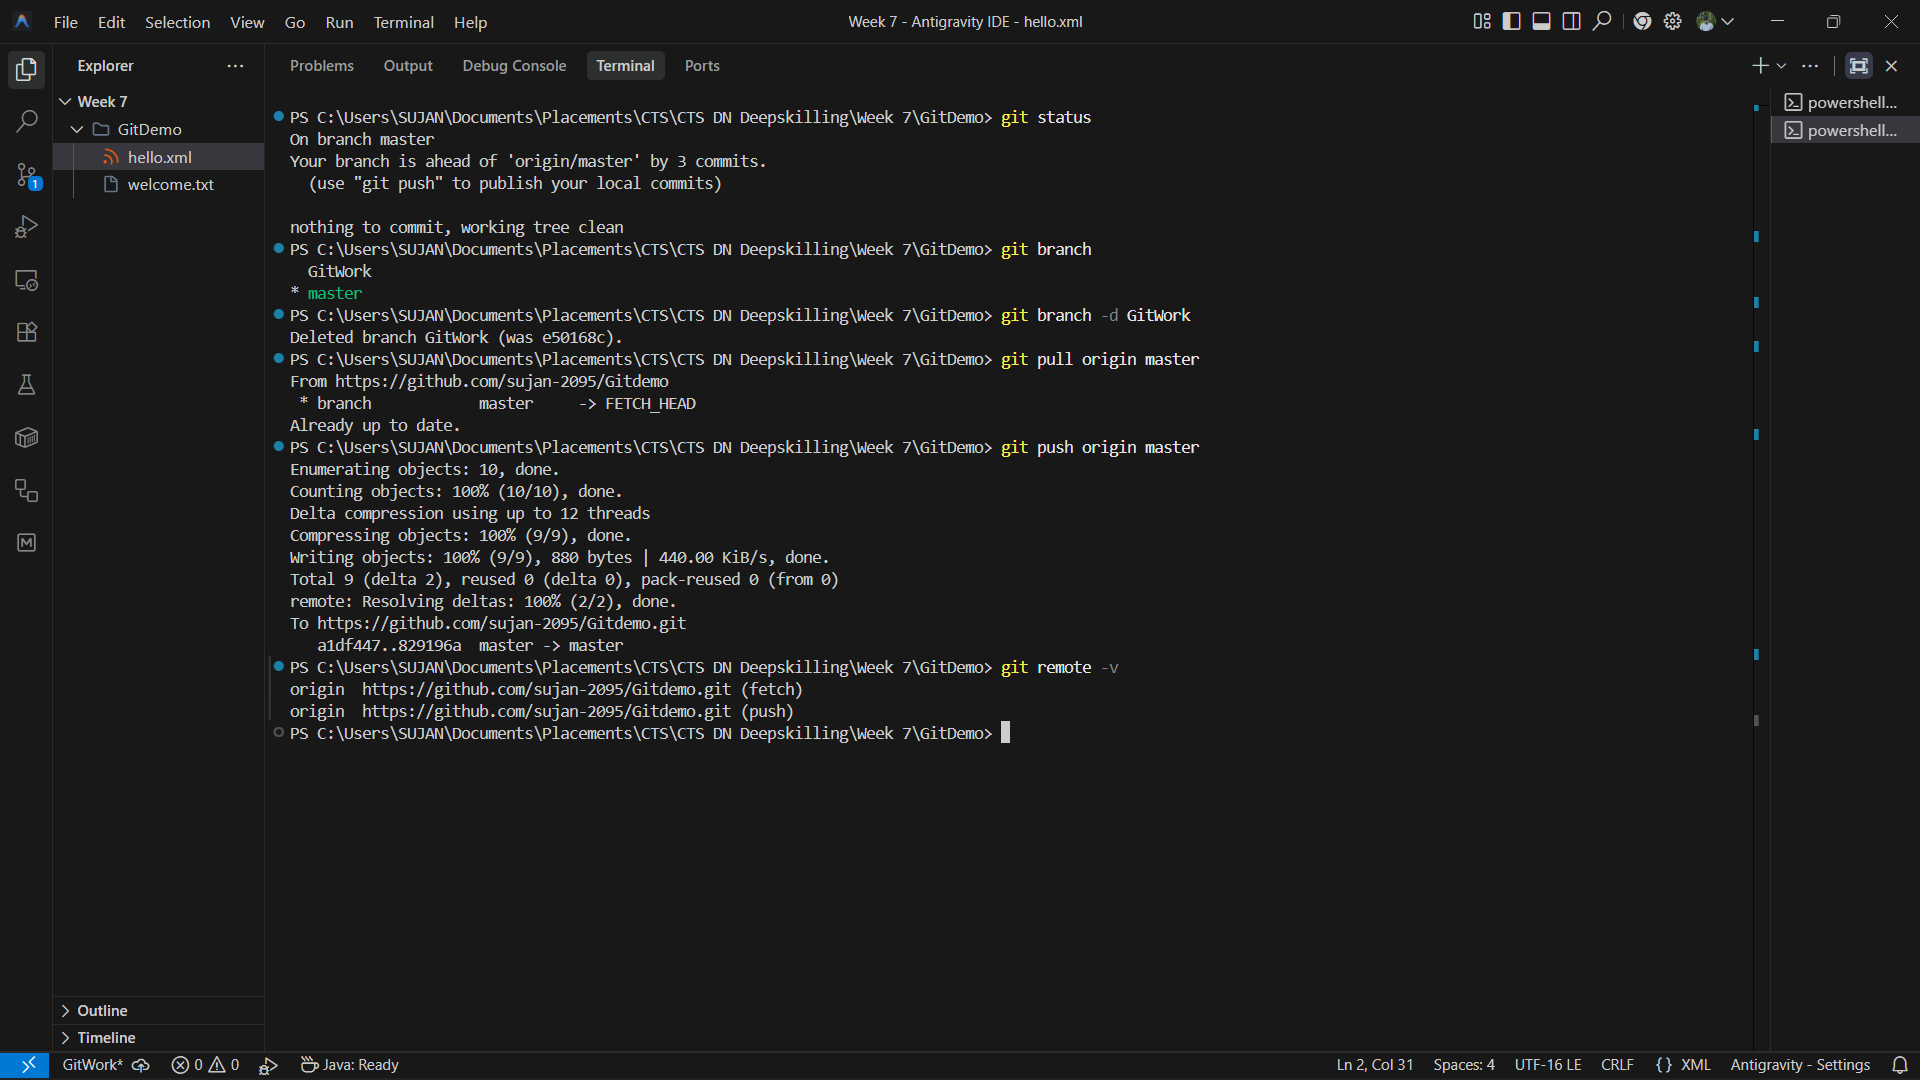 File Edit Selection View Go Run Terminal Help
Week 7 - Antigravity IDE - hello.xml
Explorer
Problems Output Debug Console Terminal Ports
Week 7
GitDemo
hello.xml
welcome.txt
1
powershell...
powershell...
PS C:\Users\SUJAN\Documents\Placements\CTS\CTS DN Deepskilling\Week 7\GitDemo> git status
On branch master
Your branch is ahead of 'origin/master' by 3 commits.
  (use "git push" to publish your local commits)
nothing to commit, working tree clean
PS C:\Users\SUJAN\Documents\Placements\CTS\CTS DN Deepskilling\Week 7\GitDemo> git branch
  GitWork
* master
PS C:\Users\SUJAN\Documents\Placements\CTS\CTS DN Deepskilling\Week 7\GitDemo> git branch -d GitWork
Deleted branch GitWork (was e50168c).
PS C:\Users\SUJAN\Documents\Placements\CTS\CTS DN Deepskilling\Week 7\GitDemo> git pull origin master
From https://github.com/sujan-2095/Gitdemo
 * branch            master     -> FETCH_HEAD
Already up to date.
PS C:\Users\SUJAN\Documents\Placements\CTS\CTS DN Deepskilling\Week 7\GitDemo> git push origin master
Enumerating objects: 10, done.
Counting objects: 100% (10/10), done.
Delta compression using up to 12 threads
Compressing objects: 100% (9/9), done.
Writing objects: 100% (9/9), 880 bytes | 440.00 KiB/s, done.
Total 9 (delta 2), reused 0 (delta 0), pack-reused 0 (from 0)
remote: Resolving deltas: 100% (2/2), done.
To https://github.com/sujan-2095/Gitdemo.git
   a1df447..829196a  master -> master
PS C:\Users\SUJAN\Documents\Placements\CTS\CTS DN Deepskilling\Week 7\GitDemo> git remote -v
origin  https://github.com/sujan-2095/Gitdemo.git (fetch)
origin  https://github.com/sujan-2095/Gitdemo.git (push)
PS C:\Users\SUJAN\Documents\Placements\CTS\CTS DN Deepskilling\Week 7\GitDemo>
Outline
Timeline
GitWork* 0 0 Java: Ready Ln 2, Col 31 Spaces: 4 UTF-16 LE CRLF {} XML Antigravity - Settings